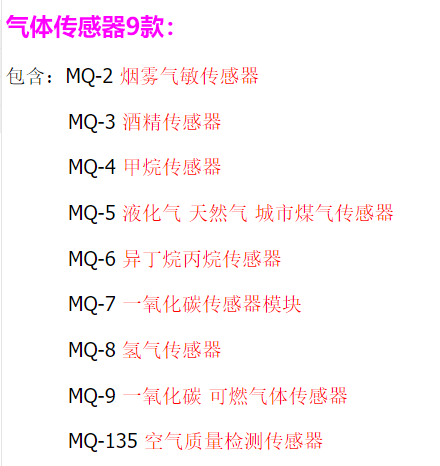 气体传感器9款：
包含：MQ-2 烟雾气敏传感器
MQ-3 酒精传感器
MQ-4 甲烷传感器
MQ-5 液化气 天然气 城市煤气传感器
MQ-6 异丁烷丙烷传感器
MQ-7 一氧化碳传感器模块
MQ-8 氢气传感器
MQ-9 一氧化碳 可燃气体传感器
MQ-135 空气质量检测传感器